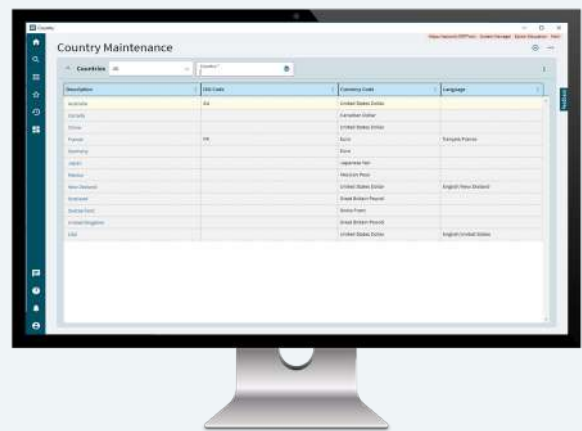 Country
Country Maintenance
Countries All Country
Description ISO Code Currency Code Language
Australia AU United States Dollar
Canada Canadian Dollar
China United States Dollar
France FR Euro français France
Germany Euro
Japan Japanese Yen
Mexico Mexican Peso
New Zealand United States Dollar English New Zealand
Great Britain Pound
Switzerland Swiss Franc
United Kingdom Great Britain Pound
USA United States Dollar English United States